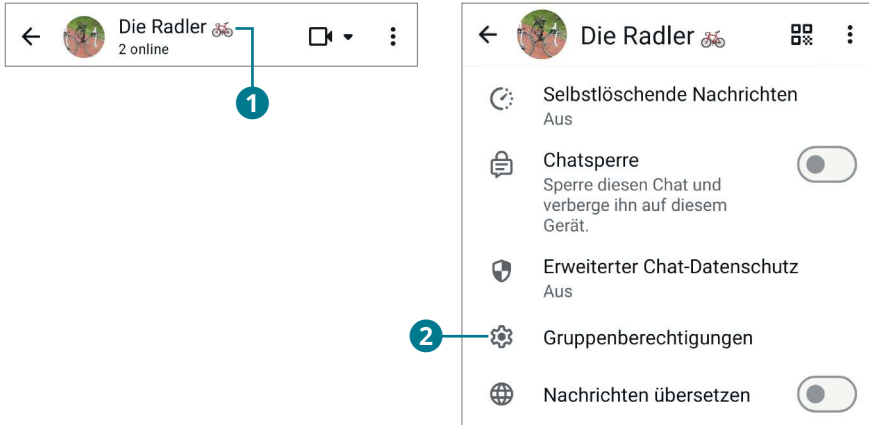 Die Radler
2 online
1
Die Radler
Selbstlöschende Nachrichten
Aus
Chatsperre
Sperre diesen Chat und
verberge ihn auf diesem
Gerät.
Erweiterter Chat-Datenschutz
Aus
2
Gruppenberechtigungen
Nachrichten übersetzen